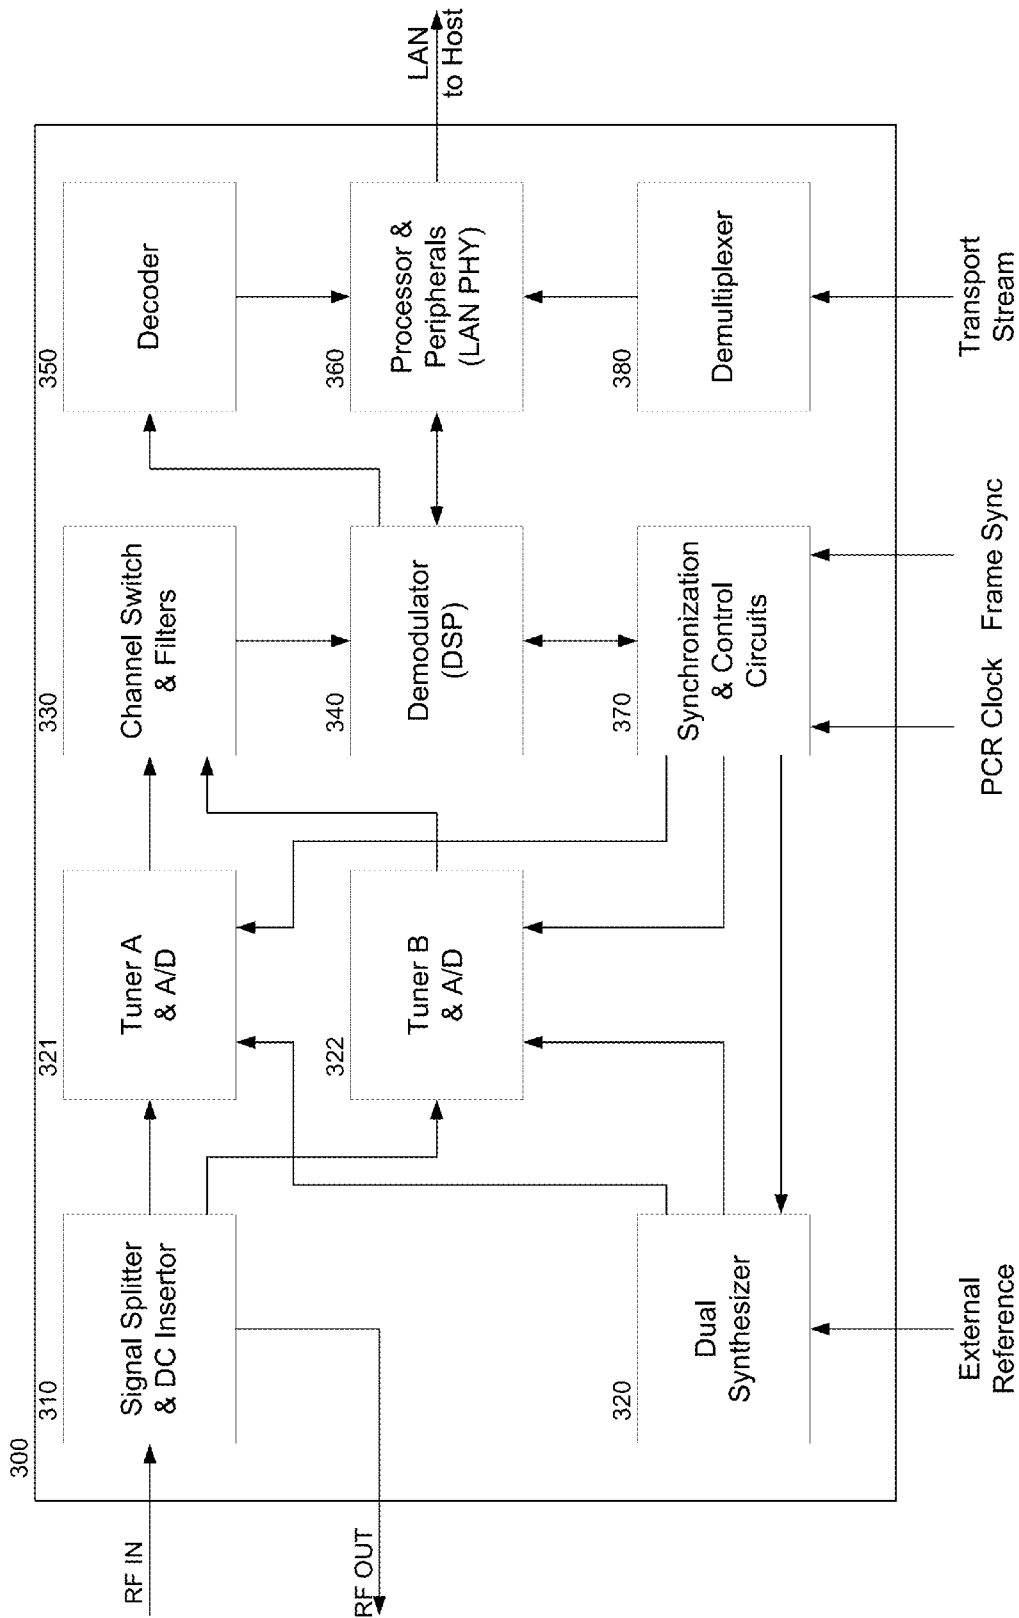 300
310
Signal Splitter
& DC Insertor
321
Tuner A
& A/D
330
Channel Switch
& Filters
350
Decoder
RF IN
RF OUT
322
Tuner B
& A/D
340
Demodulator
(DSP)
360
Processor &
Peripherals
(LAN PHY)
LAN
to Host
320
Dual
Synthesizer
370
Synchronization
& Control
Circuits
380
Demultiplexer
External
Reference
PCR Clock
Frame Sync
Transport
Stream